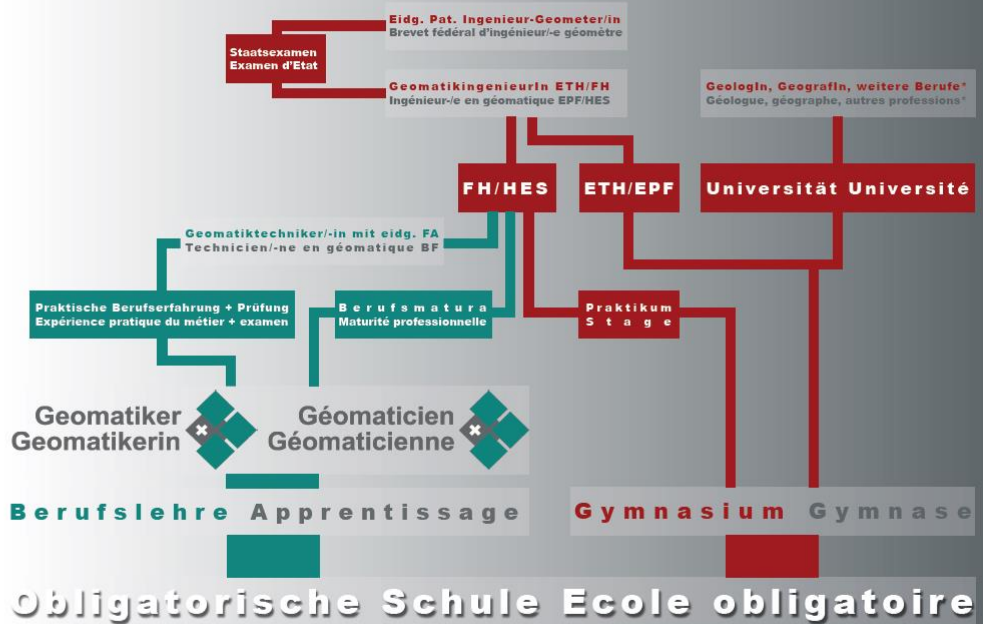 Eidg. Pat. Ingenieur-Geometer/in
Brevet fédéral d'ingénieur/-e géomètre
Staatsexamen
Examen d'Etat
GeomatikingenieurIn ETH/FH
Ingénieur-/e en géomatique EPF/HES
GeologIn, GeografIn, weitere Berufe*
Géologue, géographe, autres professions*
FH/HES
ETH/EPF
Universität Université
Geomatiktechniker/-in mit eidg. FA
Technicien/-ne en géomatique BF
Praktische Berufserfahrung + Prüfung
Expérience pratique du métier + examen
Berufsmatura
Maturité professionnelle
Praktikum
Stage
Geomatiker
Geomatikerin
Géomaticien
Géomaticienne
Berufslehre Apprentissage
Gymnasium Gymnase
Obligatorische Schule Ecole obligatoire